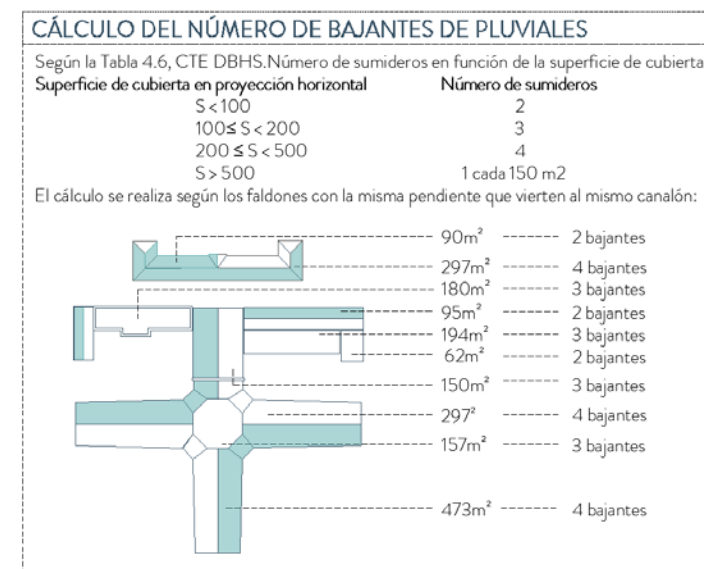 CÁLCULO DEL NÚMERO DE BAJANTES DE PLUVIALES
Según la Tabla 4.6, CTE DBHS.Número de sumideros en función de la superficie de cubierta
Superficie de cubierta en proyección horizontal Número de sumideros
S < 100 2
100 ≤ S < 200 3
200 ≤ S < 500 4
S > 500 1 cada 150 m2
El cálculo se realiza según los faldones con la misma pendiente que vierten al mismo canalón:
90m² 2 bajantes
297m² 4 bajantes
180m² 3 bajantes
95m² 2 bajantes
194m² 3 bajantes
62m² 2 bajantes
150m² 3 bajantes
297² 4 bajantes
157m² 3 bajantes
473m² 4 bajantes